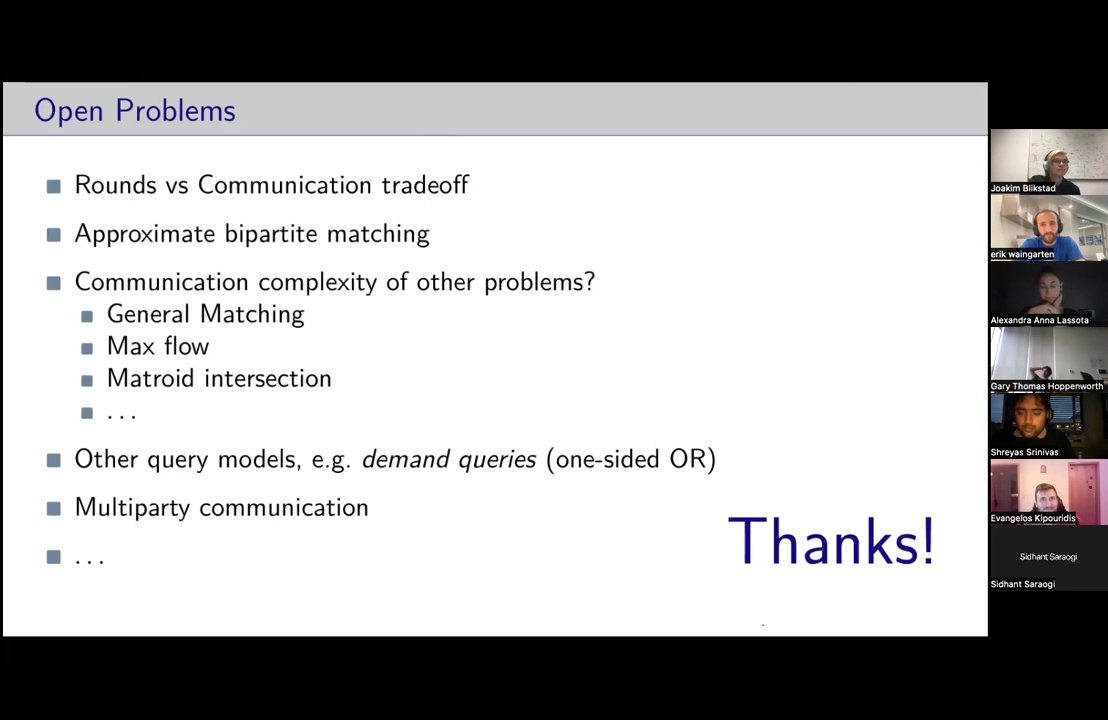 Open Problems
Rounds vs Communication tradeoff
Approximate bipartite matching
Communication complexity of other problems?
General Matching
Max flow
Matroid intersection
. . .
Other query models, e.g. demand queries (one-sided OR)
Multiparty communication
. . .
Thanks!
Joakim Blikstad
erik waingarten
Alexandra Anna Lassota
Gary Thomas Hoppenworth
Shreyas Srinivas
Evangelos Kipouridis
Sidhant Saraogi
Sidhant Saraogi